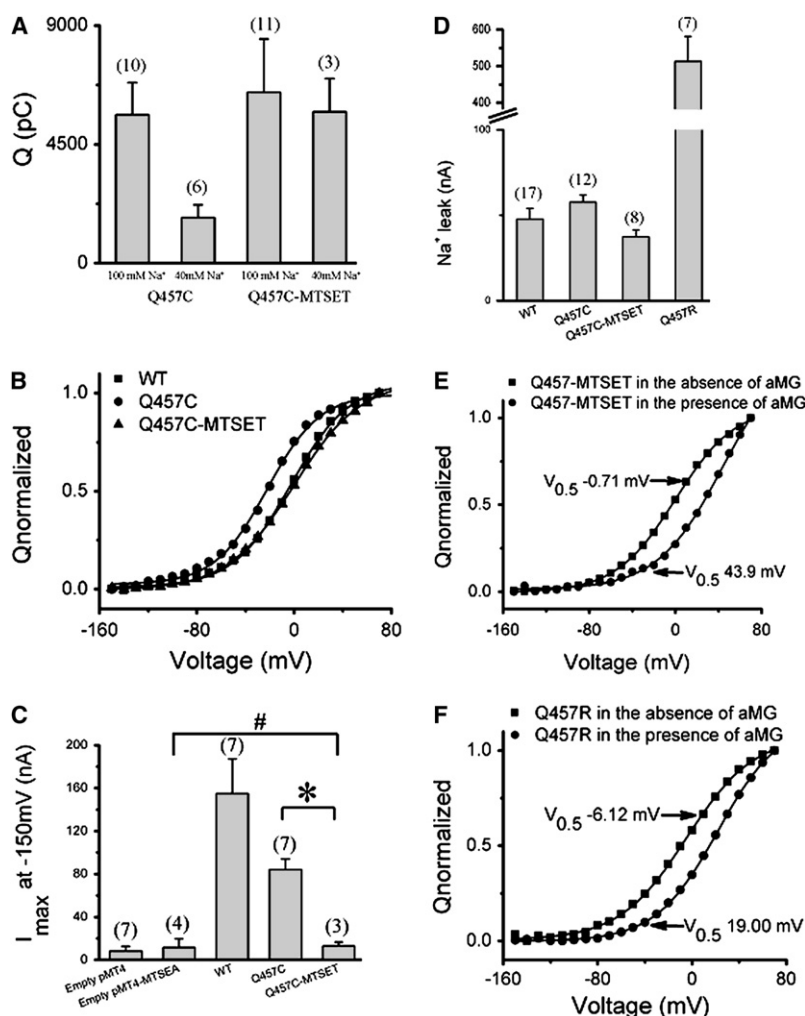 A
9000
4500
0
Q (pC)
(10)
(6)
(11)
(3)
100 mM Na⁺ 40mM Na⁺ 100 mM Na⁺ 40mM Na⁺
Q457C Q457C-MTSET
D
600
500
400
100
0
Na⁺ leak (nA)
(17)
(12)
(8)
(7)
WT Q457C Q457C-MTSET Q457R
B
WT
Q457C
Q457C-MTSET
1.0
0.5
0.0
Qnormalized
-160 -80 0 80
Voltage (mV)
E
Q457-MTSET in the absence of aMG
Q457-MTSET in the presence of aMG
1.0
0.5
0.0
Qnormalized
V0.5 -0.71 mV
V0.5 43.9 mV
-160 -80 0 80
Voltage (mV)
C
200
160
120
80
40
0
Imax at -150mV (nA)
#
*
(7)
(4)
(7)
(7)
(3)
Empty pMT4 Empty pMT4-MTSEA WT Q457C Q457C-MTSET
F
Q457R in the absence of aMG
Q457R in the presence of aMG
1.0
0.5
0.0
Qnormalized
V0.5 -6.12 mV
V0.5 19.00 mV
-160 -80 0 80
Voltage (mV)